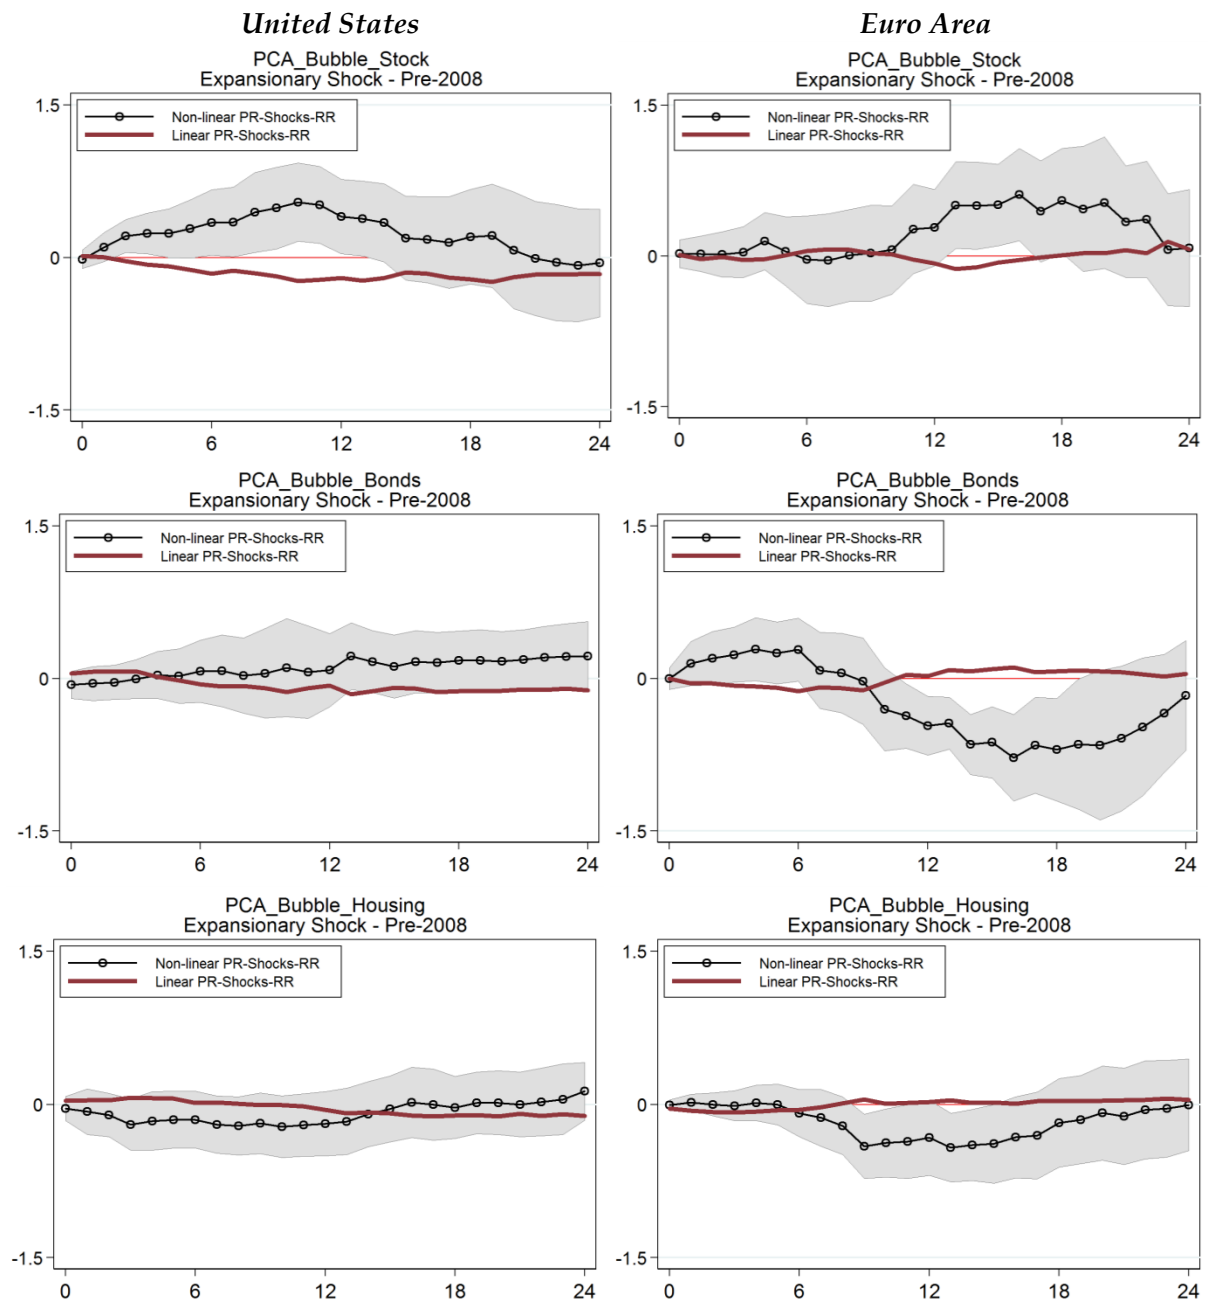 United States
Euro Area
PCA_Bubble_Stock
Expansionary Shock - Pre-2008
1.5
Non-linear PR-Shocks-RR
Linear PR-Shocks-RR
0
-1.5
0 6 12 18 24
PCA_Bubble_Stock
Expansionary Shock - Pre-2008
1.5
Non-linear PR-Shocks-RR
Linear PR-Shocks-RR
0
-1.5
0 6 12 18 24
PCA_Bubble_Bonds
Expansionary Shock - Pre-2008
1.5
Non-linear PR-Shocks-RR
Linear PR-Shocks-RR
0
-1.5
0 6 12 18 24
PCA_Bubble_Bonds
Expansionary Shock - Pre-2008
1.5
Non-linear PR-Shocks-RR
Linear PR-Shocks-RR
0
-1.5
0 6 12 18 24
PCA_Bubble_Housing
Expansionary Shock - Pre-2008
1.5
Non-linear PR-Shocks-RR
Linear PR-Shocks-RR
0
-1.5
0 6 12 18 24
PCA_Bubble_Housing
Expansionary Shock - Pre-2008
1.5
Non-linear PR-Shocks-RR
Linear PR-Shocks-RR
0
-1.5
0 6 12 18 24